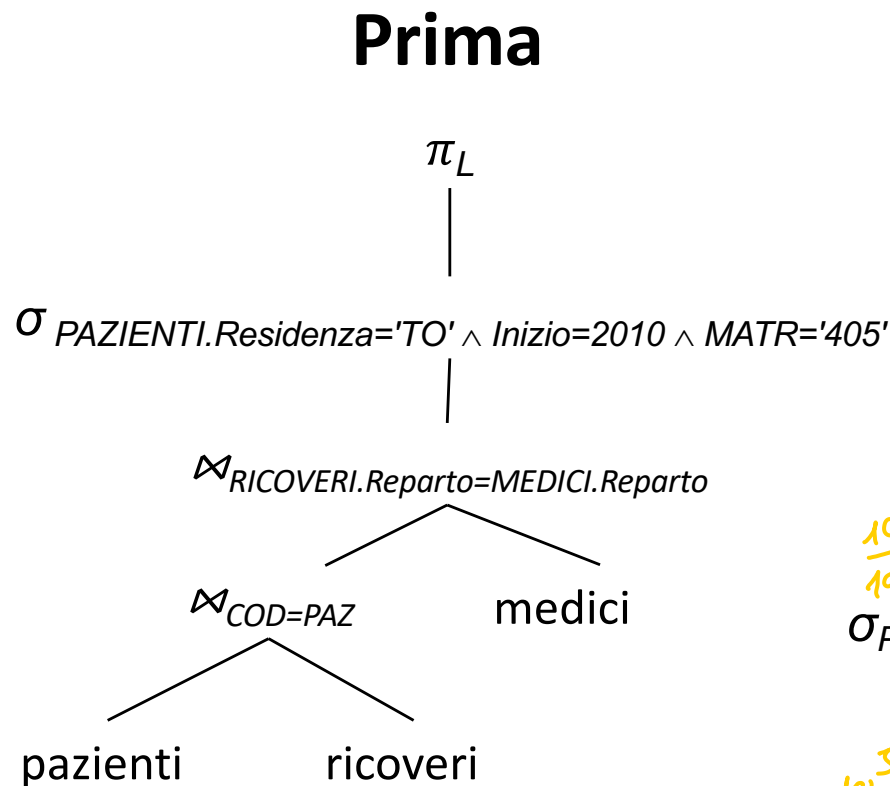 Prima
π_L
σ PAZIENTI.Residenza='TO' ∧ Inizio=2010 ∧ MATR='405'
⋈RICOVERI.Reparto=MEDICI.Reparto
⋈COD=PAZ medici
pazienti ricoveri